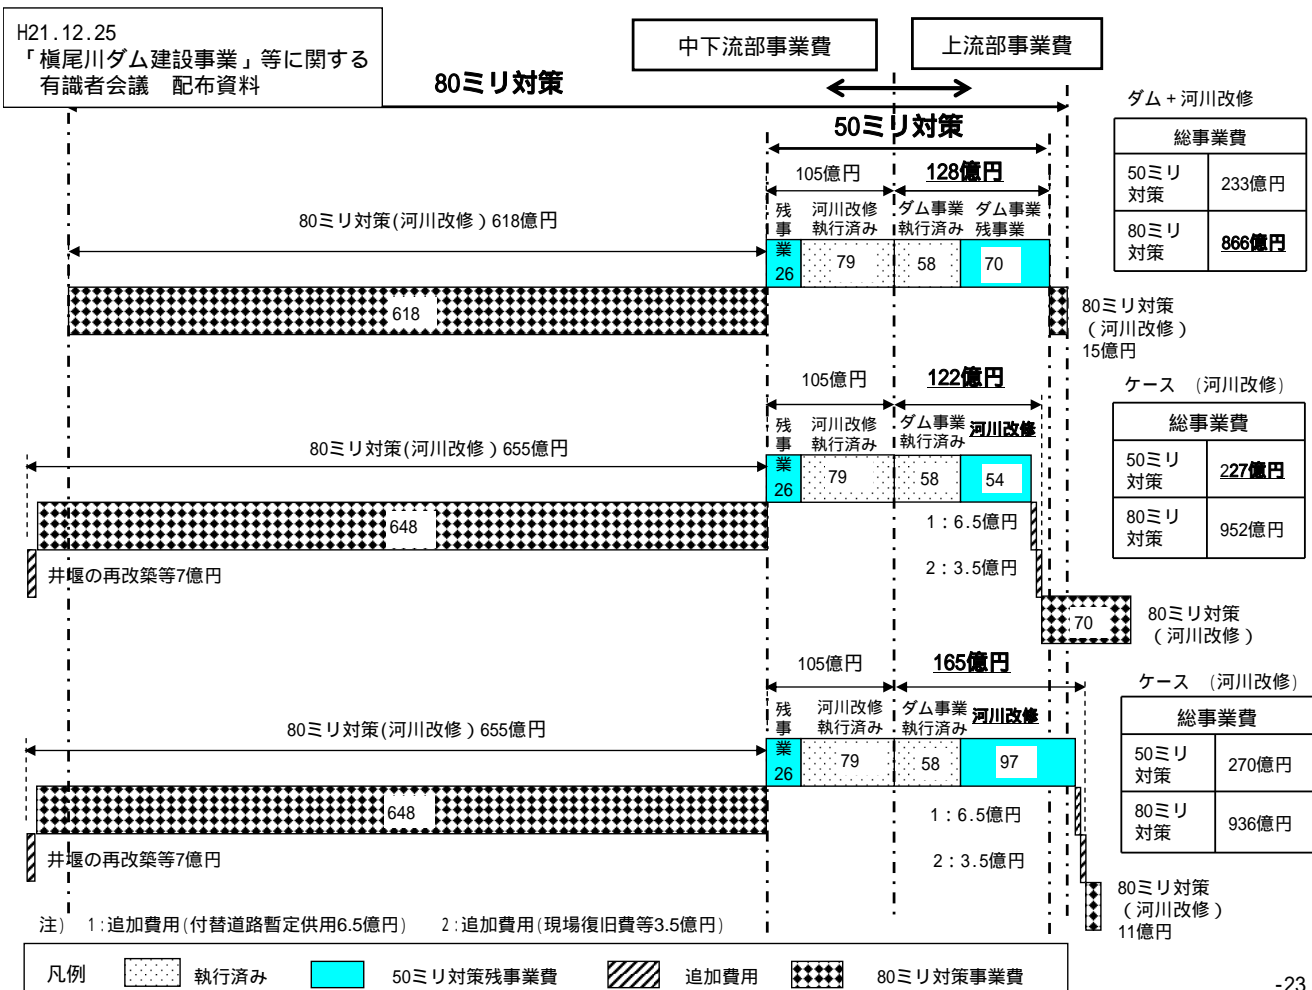 H21.12.25
「槇尾川ダム建設事業」等に関する
有識者会議　配布資料
中下流部事業費
上流部事業費
80ミリ対策
50ミリ対策
105億円
128億円
80ミリ対策(河川改修)618億円
残
事
業
26
河川改修
執行済み
79
ダム事業
執行済み
58
ダム事業
残事業
70
618
80ミリ対策
(河川改修)
15億円
ダム+河川改修
総事業費
50ミリ
対策
233億円
80ミリ
対策
866億円
105億円
122億円
80ミリ対策(河川改修)655億円
残
事
業
26
河川改修
執行済み
79
ダム事業
執行済み
58
河川改修
54
648
1:6.5億円
2:3.5億円
井堰の再改築等7億円
70
80ミリ対策
(河川改修)
ケース　(河川改修)
総事業費
50ミリ
対策
227億円
80ミリ
対策
952億円
105億円
165億円
80ミリ対策(河川改修)655億円
残
事
業
26
河川改修
執行済み
79
ダム事業
執行済み
58
河川改修
97
648
1:6.5億円
2:3.5億円
井堰の再改築等7億円
80ミリ対策
(河川改修)
11億円
ケース　(河川改修)
総事業費
50ミリ
対策
270億円
80ミリ
対策
936億円
注)　1:追加費用(付替道路暫定供用6.5億円)　2:追加費用(現場復旧費等3.5億円)
凡例　執行済み　50ミリ対策残事業費　追加費用　80ミリ対策事業費
-23